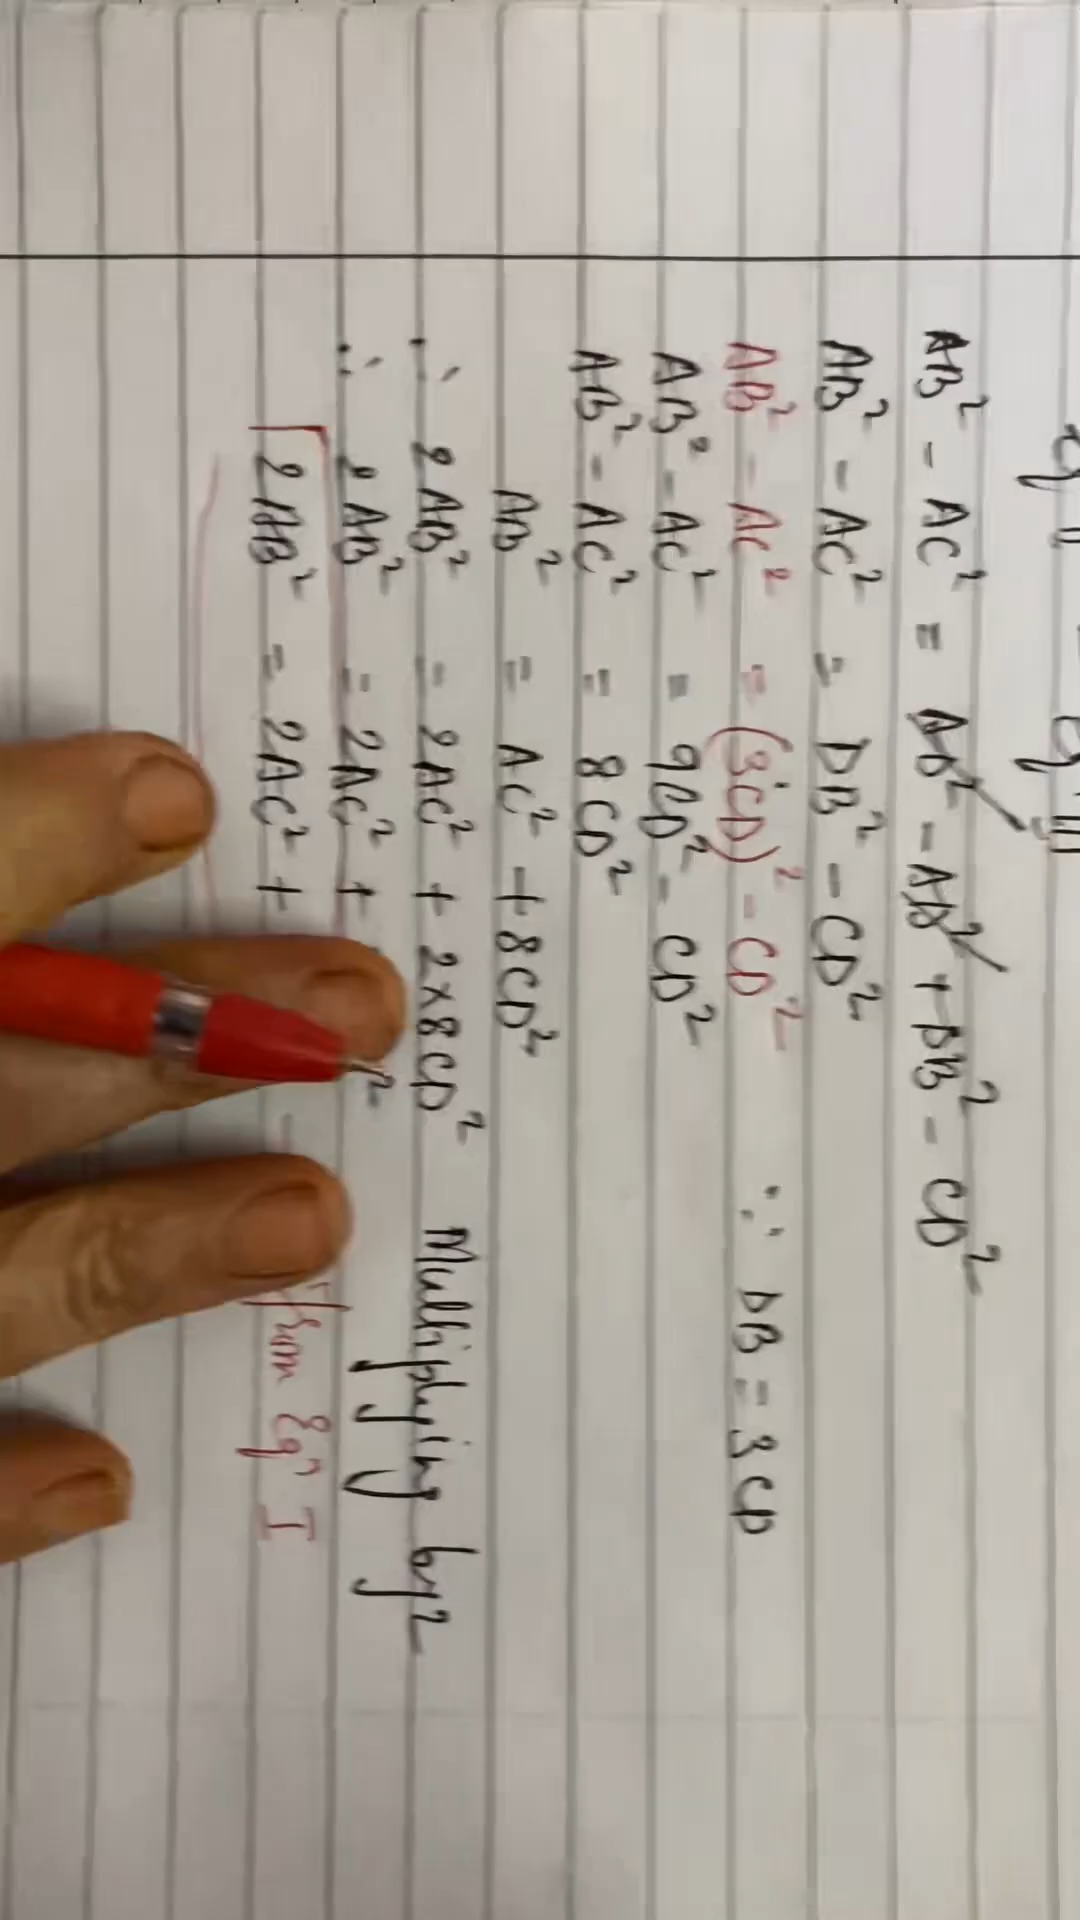 AB² - AC² = AD² - AD² + DB² - CD²
AB² - AC² = DB² - CD²
AB² - AC² = (3CD)² - CD² ∵ DB = 3CD
AB² - AC² = 9CD² - CD²
AB² - AC² = 8CD²
AB² = AC² + 8CD²
∴ 2AB² = 2AC² + 2×8CD² Multiplying by 2
∴ 2AB² = 2AC² + ²
2AB² = 2AC² + - from Eqⁿ I